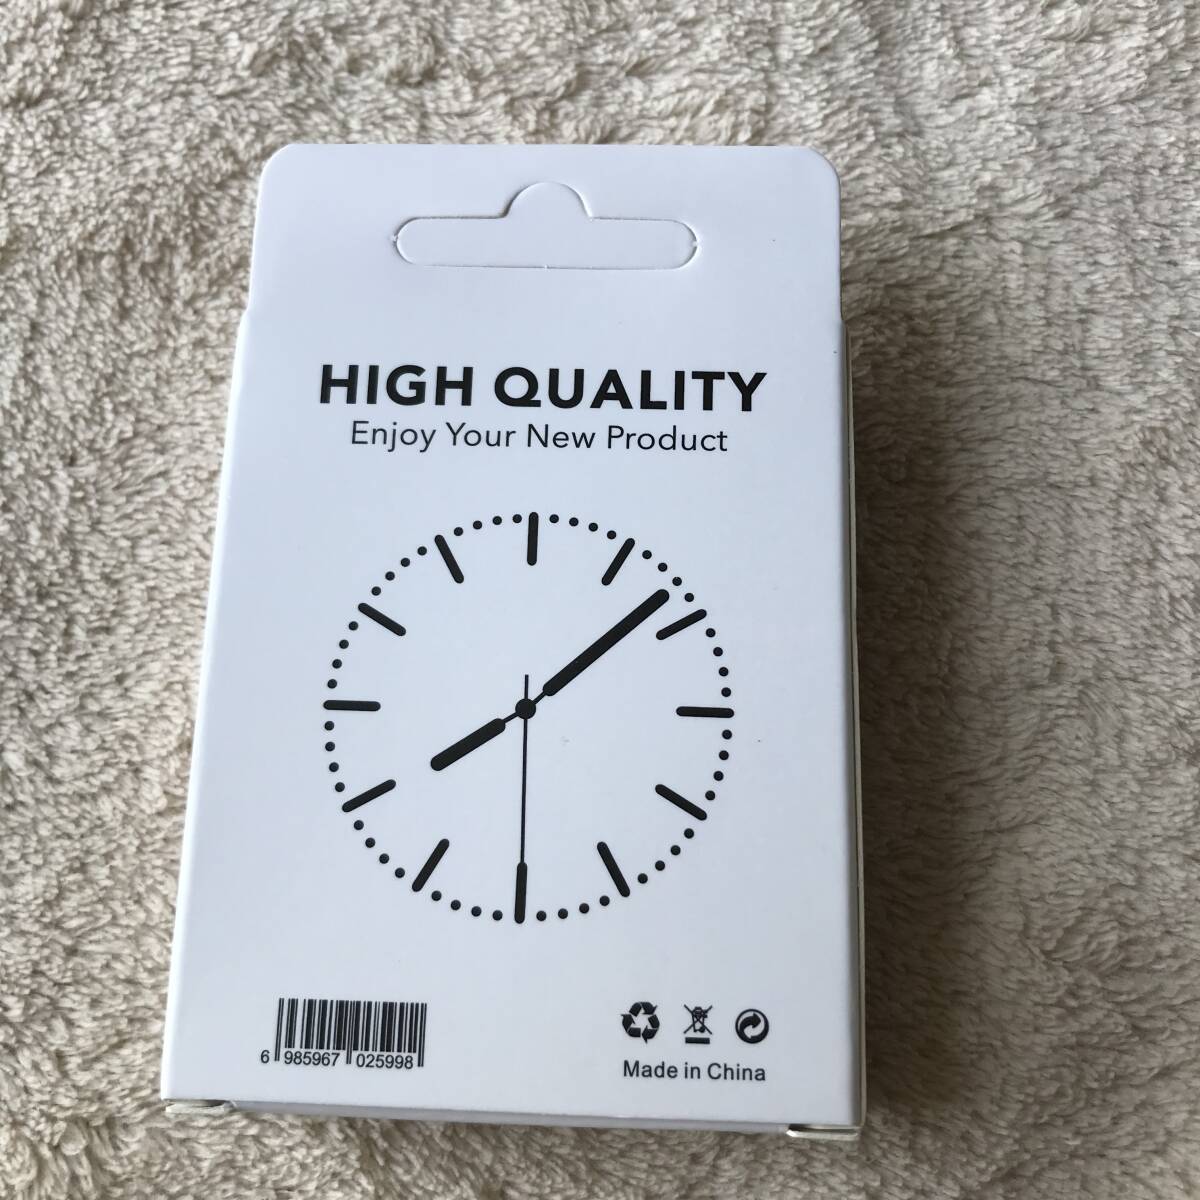 HIGH QUALITY
Enjoy Your New Product
6 985967 025998
Made in China